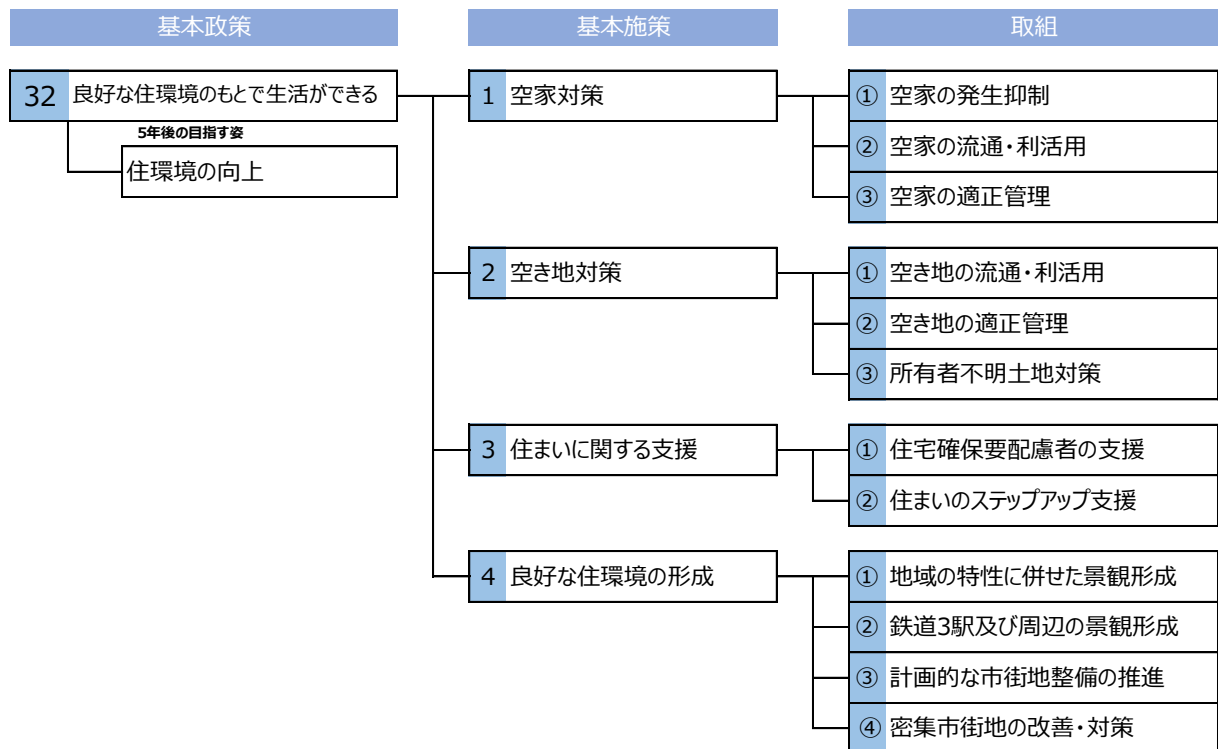 基本政策
基本施策
取組
32 良好な住環境のもとで生活ができる
5年後の目指す姿
住環境の向上
1 空家対策
① 空家の発生抑制
② 空家の流通・利活用
③ 空家の適正管理
2 空き地対策
① 空き地の流通・利活用
② 空き地の適正管理
③ 所有者不明土地対策
3 住まいに関する支援
① 住宅確保要配慮者の支援
② 住まいのステップアップ支援
4 良好な住環境の形成
① 地域の特性に併せた景観形成
② 鉄道3駅及び周辺の景観形成
③ 計画的な市街地整備の推進
④ 密集市街地の改善・対策